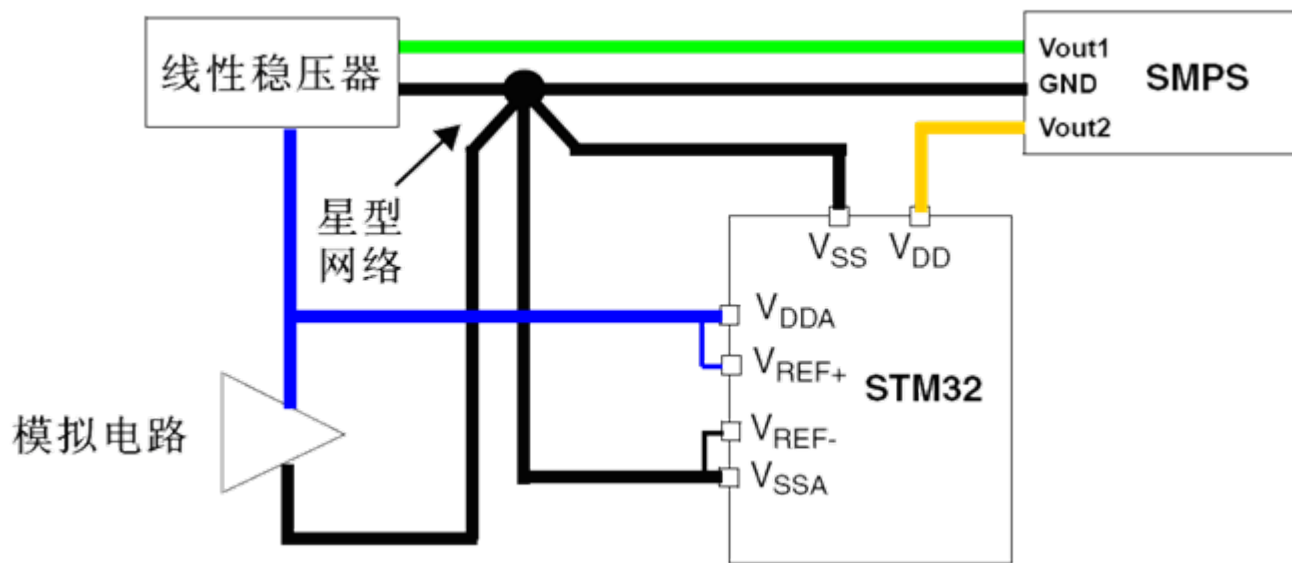 线性稳压器
Vout1
GND
SMPS
Vout2
星型
网络
VSS
VDD
VDDA
VREF+
STM32
模拟电路
VREF-
VSSA